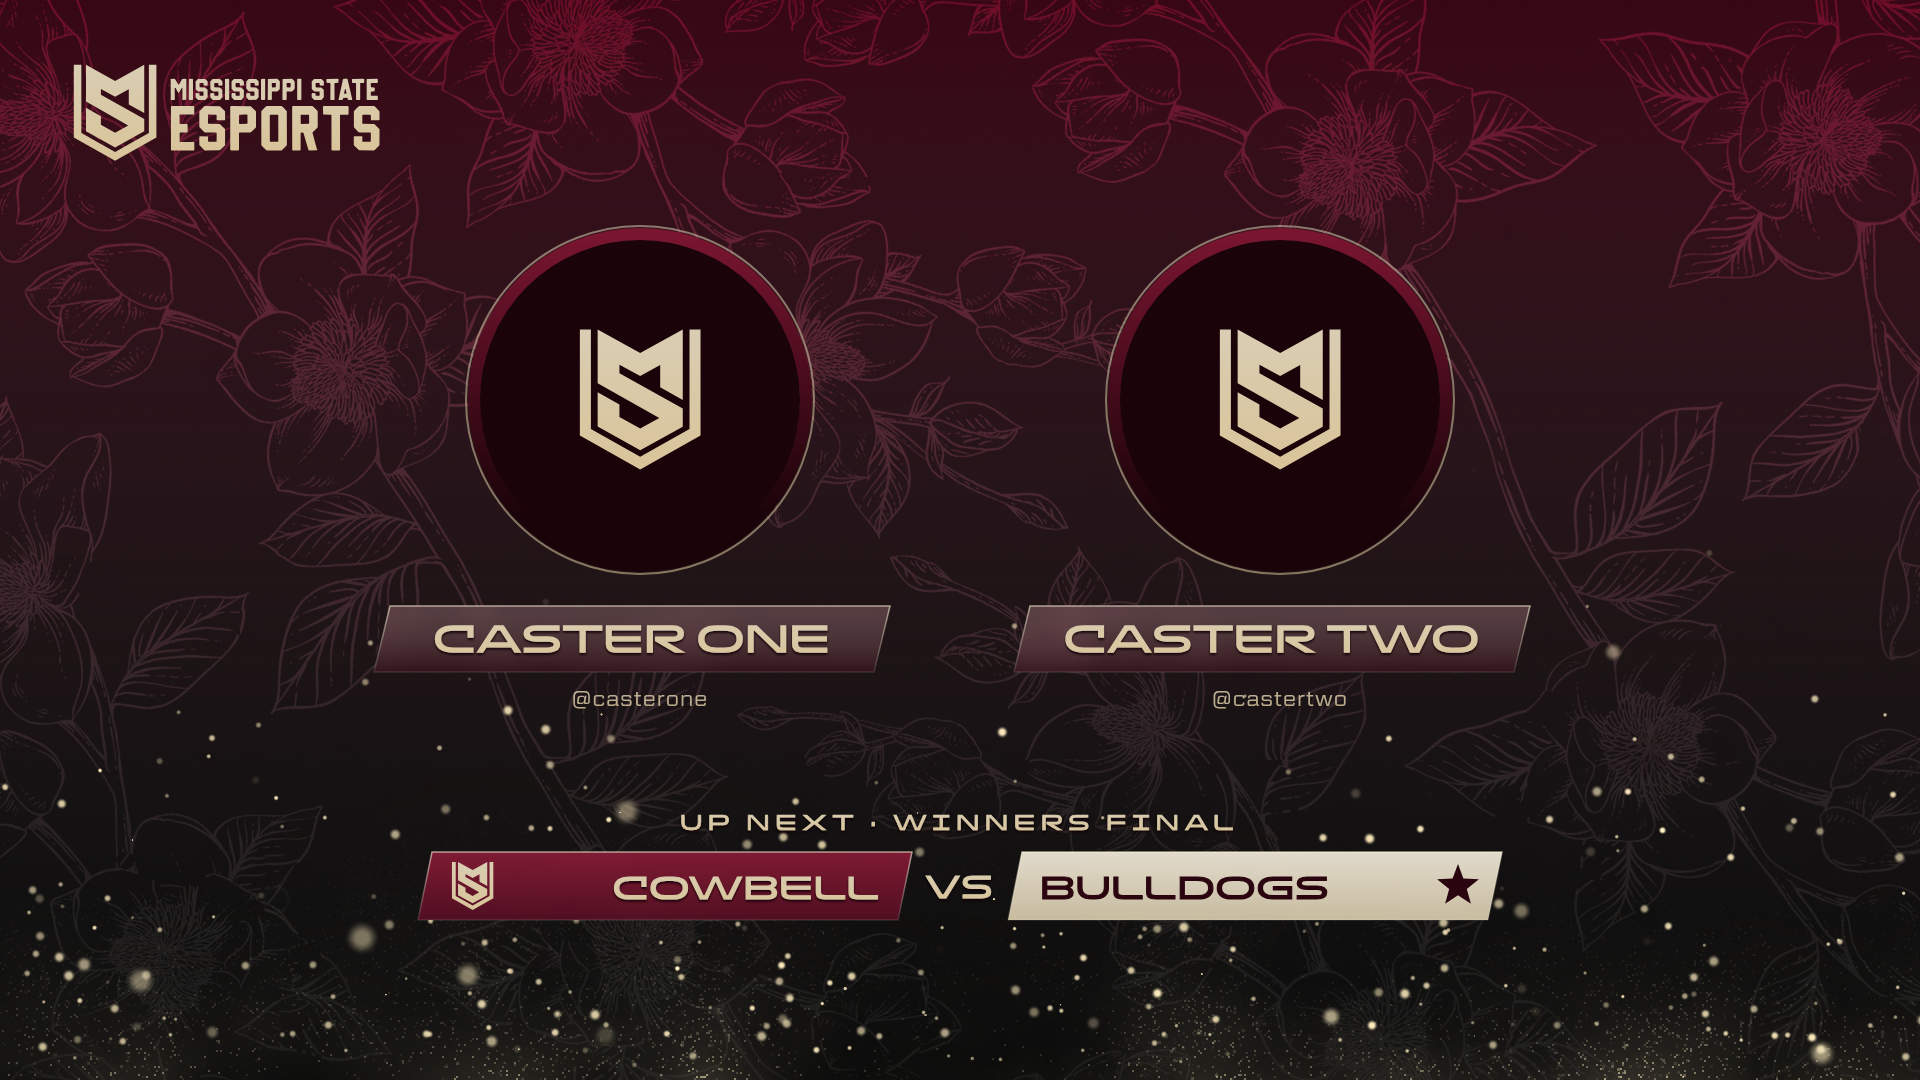 MISSISSIPPI STATE
ESPORTS
CASTER ONE
@casterone
CASTER TWO
@castertwo
UP NEXT · WINNERS FINAL
COWBELL VS BULLDOGS